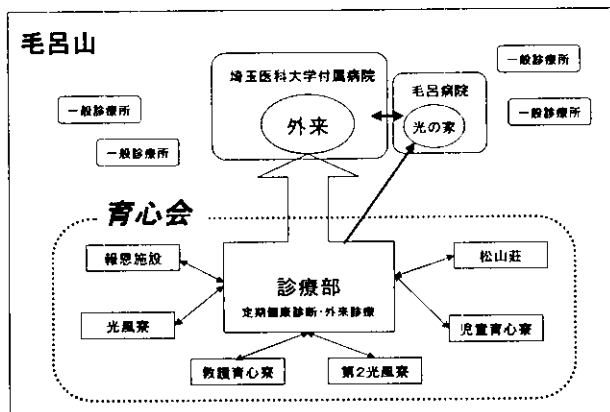 毛呂山
埼玉医科大学付属病院
外来
毛呂病院
光の家
一般診療所
一般診療所
一般診療所
一般診療所
育心会
報恩施設
光風寮
診療部
定期健康診断・外来診療
松山荘
児童育心寮
救護育心寮
第2光風寮